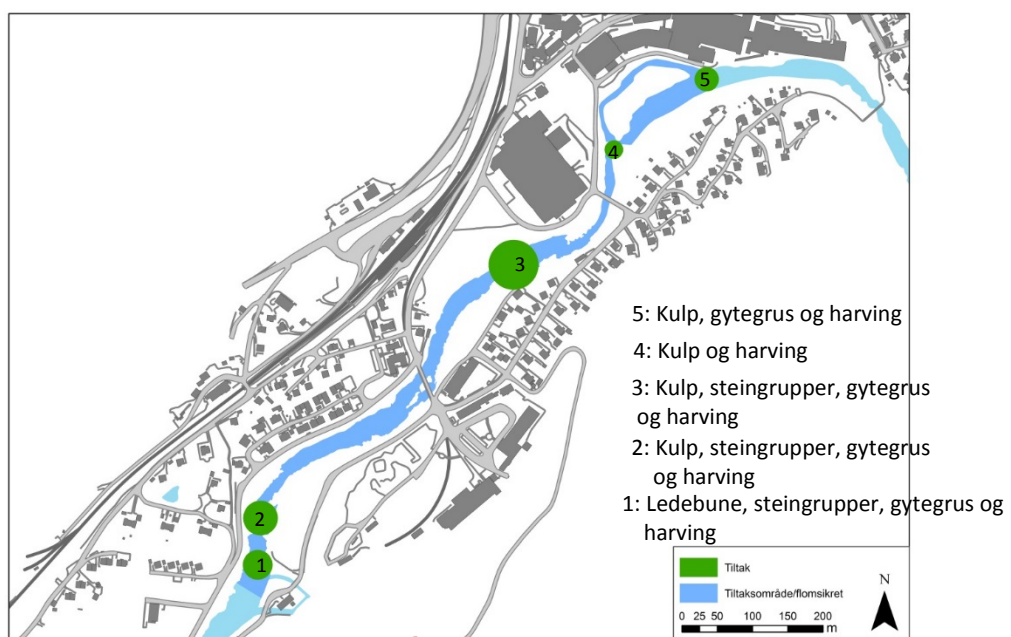 5
4
3
5: Kulp, gytegrus og harving
4: Kulp og harving
3: Kulp, steingrupper, gytegrus
og harving
2: Kulp, steingrupper, gytegrus
og harving
1: Ledebune, steingrupper, gytegrus og
harving
2
1
Tiltak
Tiltaksområde/flomsikret
N
0 25 50 100 150 200
m